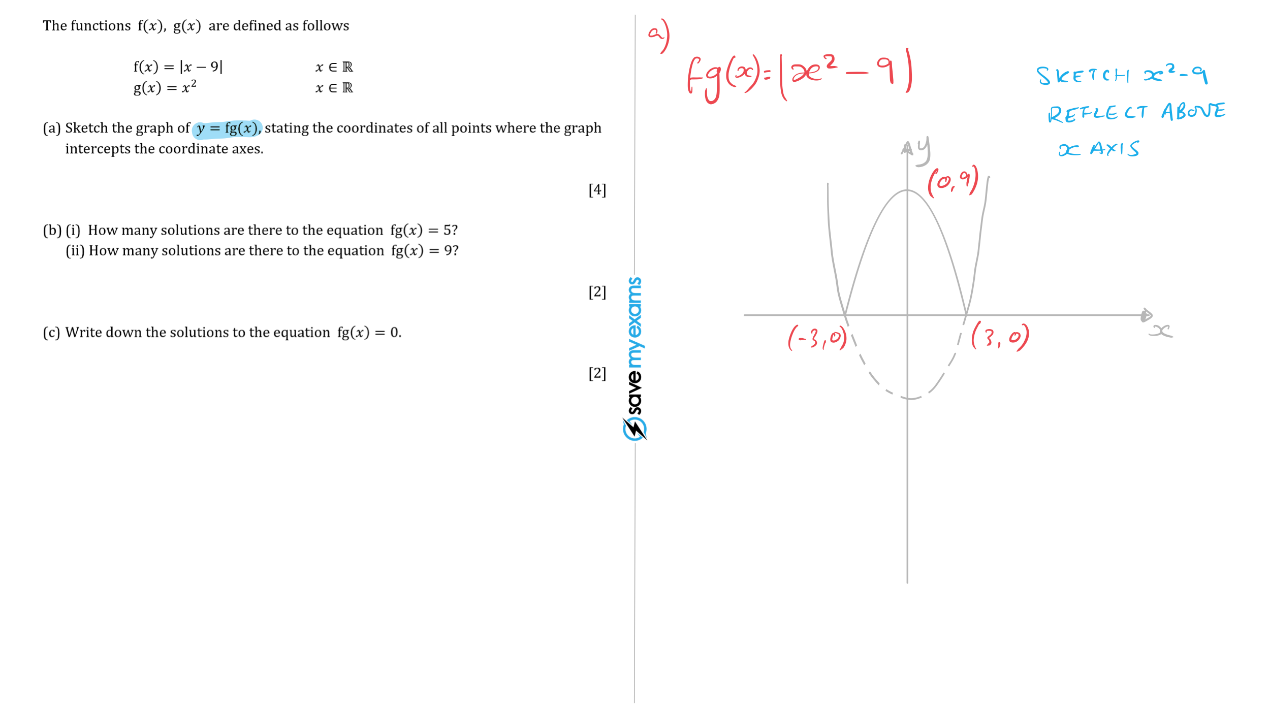 The functions f(x), g(x) are defined as follows
f(x) = |x − 9| x ∈ ℝ
g(x) = x² x ∈ ℝ
(a) Sketch the graph of y = fg(x), stating the coordinates of all points where the graph
intercepts the coordinate axes.
[4]
(b) (i) How many solutions are there to the equation fg(x) = 5?
(ii) How many solutions are there to the equation fg(x) = 9?
[2]
(c) Write down the solutions to the equation fg(x) = 0.
[2]
save my exams
a)
fg(x) = |x² − 9|
SKETCH x² - 9
REFLECT ABOVE
x AXIS
y
(0, 9)
(-3, 0)
(3, 0)
x